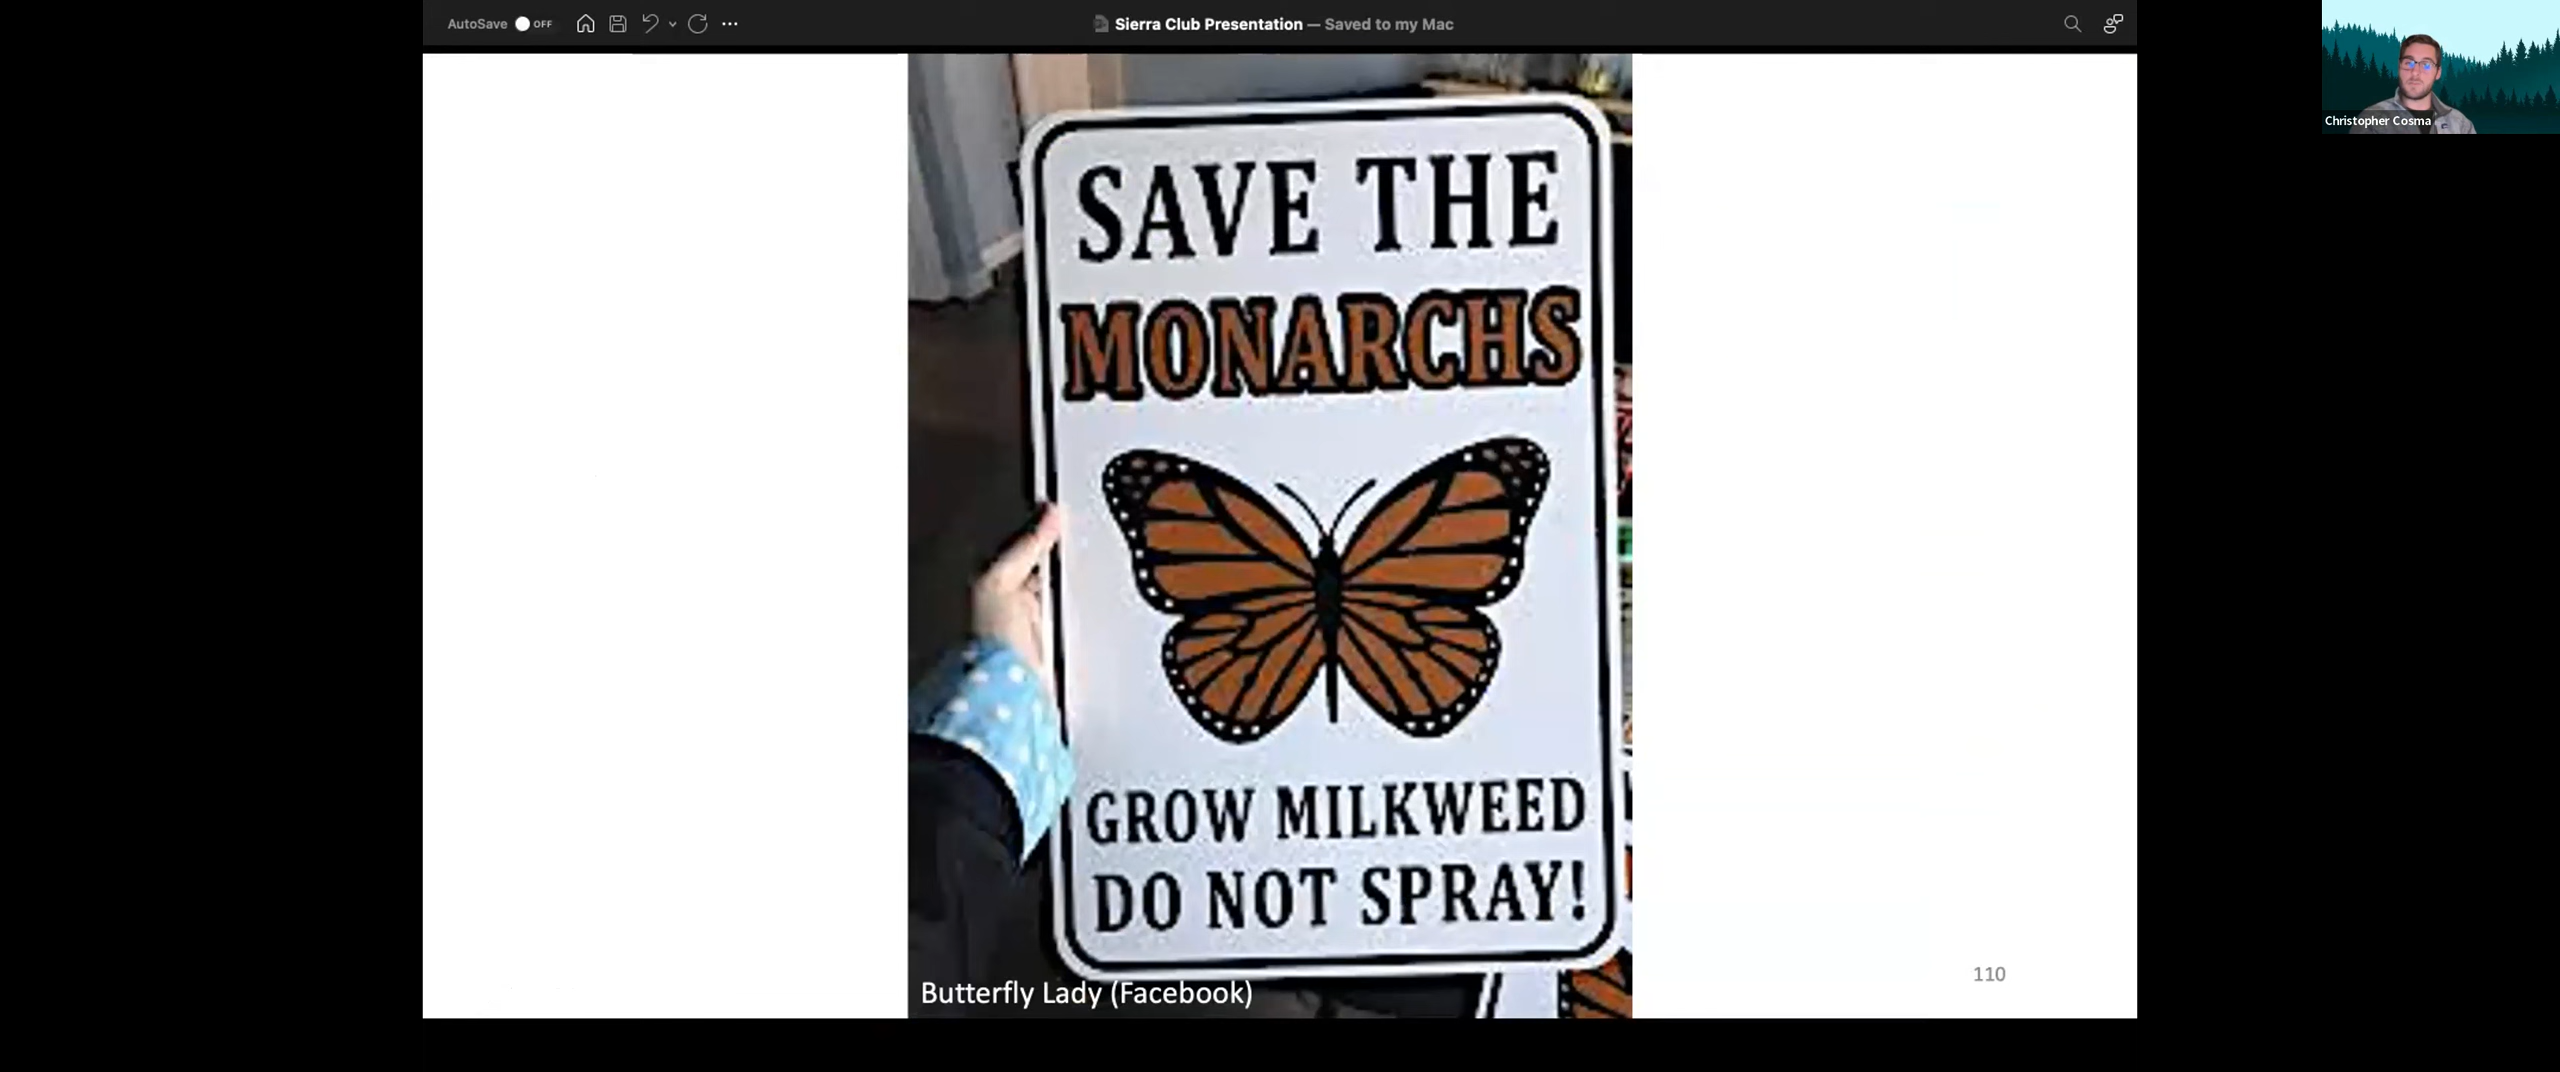 AutoSave OFF
Sierra Club Presentation — Saved to my Mac
Christopher Cosma
SAVE THE
MONARCHS
GROW MILKWEED
DO NOT SPRAY!
Butterfly Lady (Facebook)
110